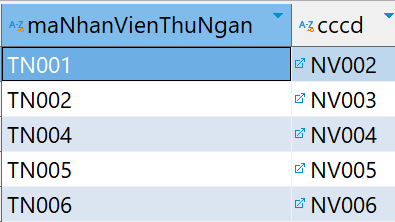 A-Z maNhanVienThuNgan A-Z cccd
TN001 NV002
TN002 NV003
TN004 NV004
TN005 NV005
TN006 NV006